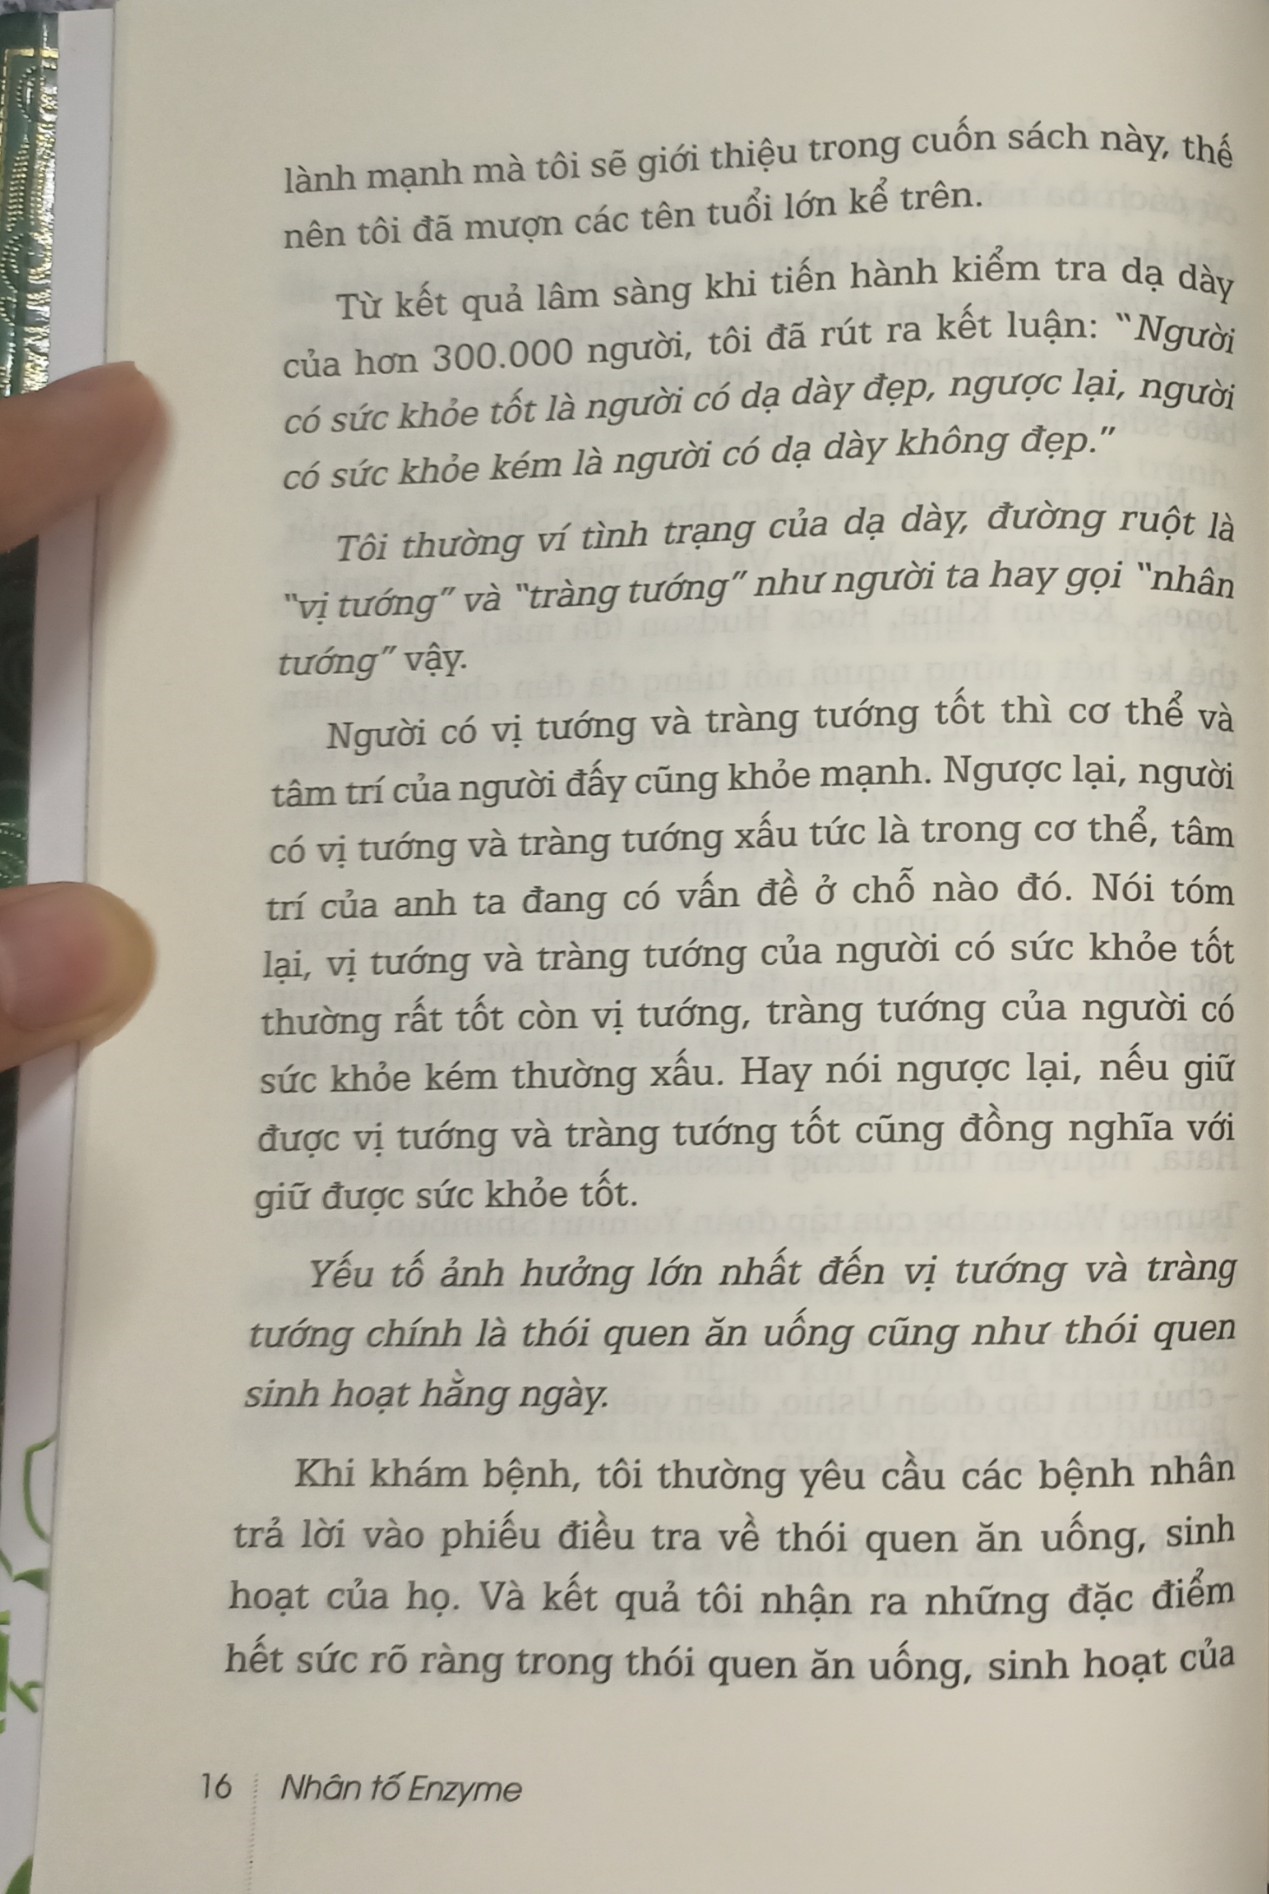 lành mạnh mà tôi sẽ giới thiệu trong cuốn sách này, thế
nên tôi đã mượn các tên tuổi lớn kể trên.
Từ kết quả lâm sàng khi tiến hành kiểm tra dạ dày
của hơn 300.000 người, tôi đã rút ra kết luận: “Người
có sức khỏe tốt là người có dạ dày đẹp, ngược lại, người
có sức khỏe kém là người có dạ dày không đẹp.”
Tôi thường ví tình trạng của dạ dày, đường ruột là
“vị tướng” và “tràng tướng” như người ta hay gọi “nhân
tướng” vậy.
Người có vị tướng và tràng tướng tốt thì cơ thể và
tâm trí của người đấy cũng khỏe mạnh. Ngược lại, người
có vị tướng và tràng tướng xấu tức là trong cơ thể, tâm
trí của anh ta đang có vấn đề ở chỗ nào đó. Nói tóm
lại, vị tướng và tràng tướng của người có sức khỏe tốt
thường rất tốt còn vị tướng, tràng tướng của người có
sức khỏe kém thường xấu. Hay nói ngược lại, nếu giữ
được vị tướng và tràng tướng tốt cũng đồng nghĩa với
giữ được sức khỏe tốt.
Yếu tố ảnh hưởng lớn nhất đến vị tướng và tràng
tướng chính là thói quen ăn uống cũng như thói quen
sinh hoạt hằng ngày.
Khi khám bệnh, tôi thường yêu cầu các bệnh nhân
trả lời vào phiếu điều tra về thói quen ăn uống, sinh
hoạt của họ. Và kết quả tôi nhận ra những đặc điểm
hết sức rõ ràng trong thói quen ăn uống, sinh hoạt của
16 Nhân tố Enzyme